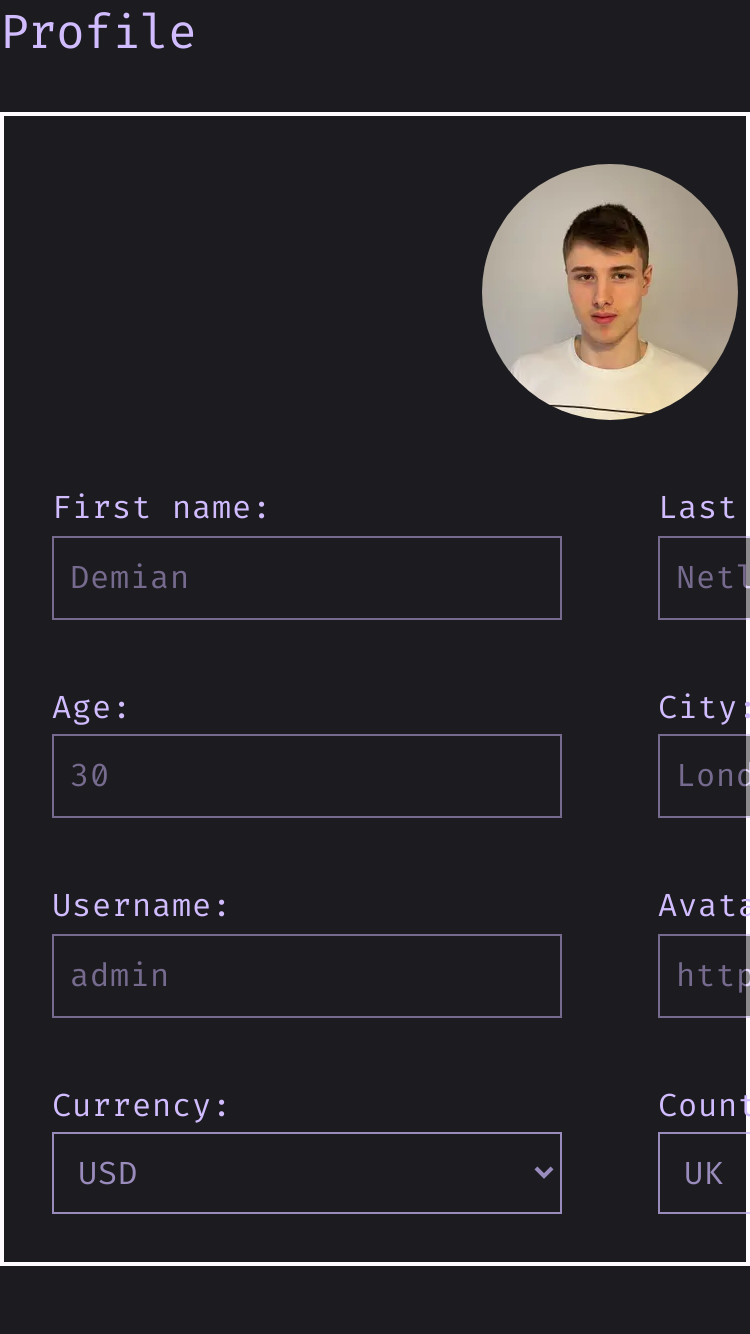 Profile
First name: Last
Demian Netl
Age: City:
30 Lond
Username: Avata
admin http
Currency: Count
USD UK